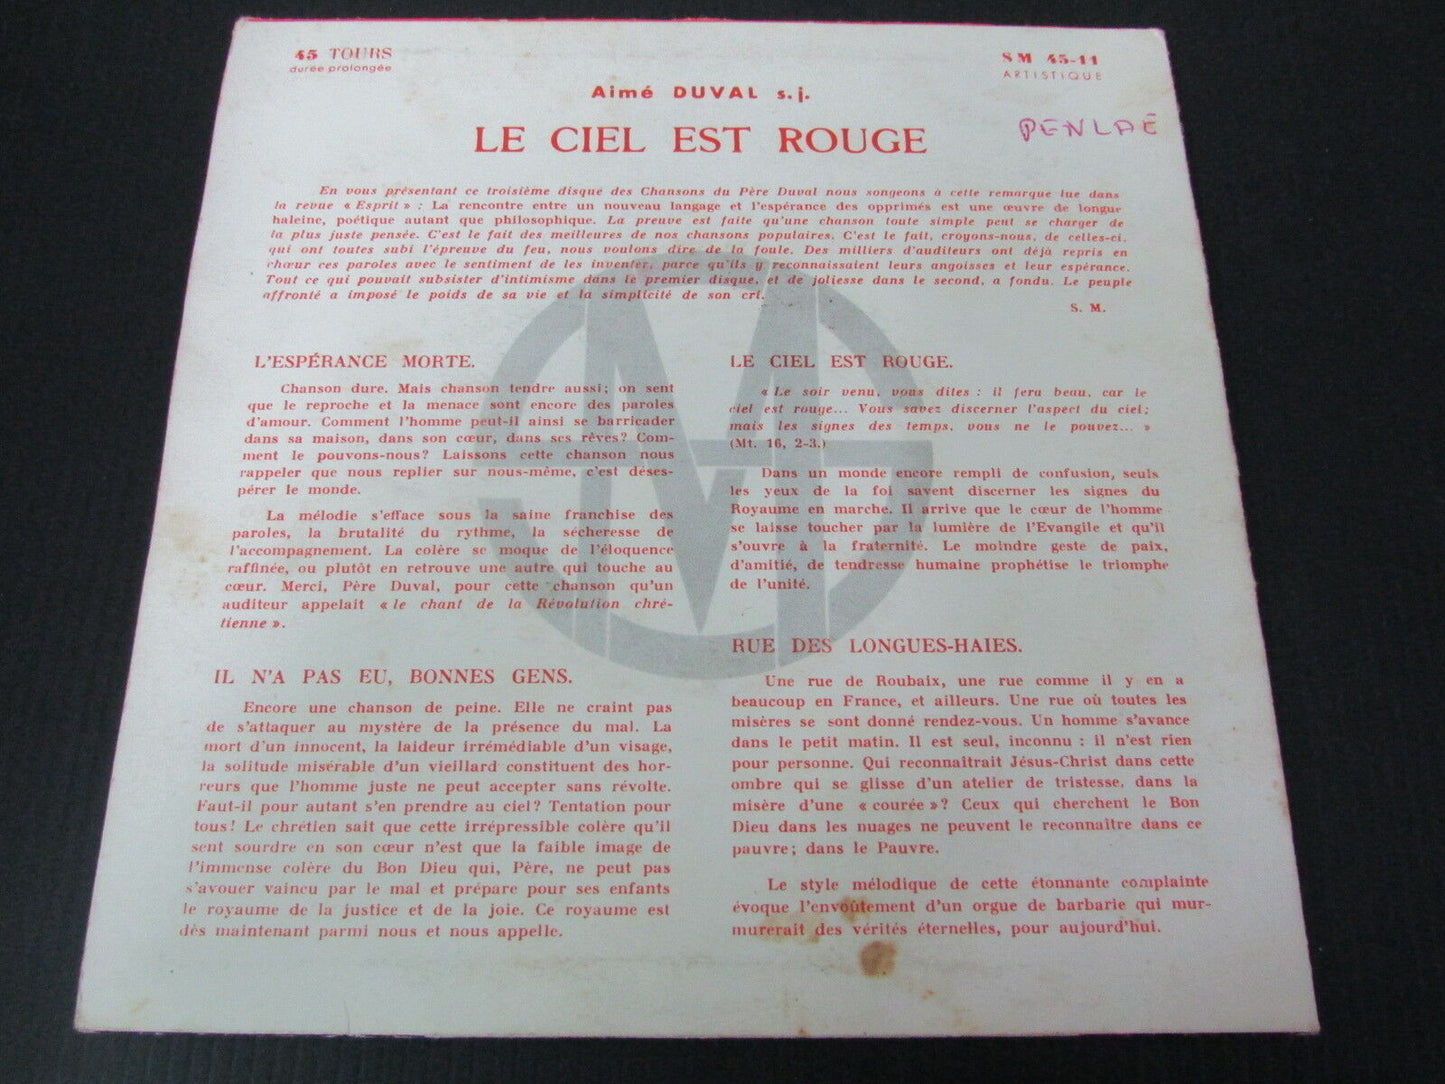 45 TOURS
durée prolongée
SM 45-11
ARTISTIQUE
Aimé DUVAL s.j.
LE CIEL EST ROUGE
PENLAË
En vous présentant ce troisième disque des Chansons du Père Duval nous songeons à cette remarque lue dans
la revue « Esprit » : La rencontre entre un nouveau langage et l'espérance des opprimés est une œuvre de longue
haleine, poétique autant que philosophique. La preuve est faite qu'une chanson toute simple peut se charger de
la plus juste pensée. C'est le fait des meilleures de nos chansons populaires. C'est le fait, croyons-nous, de celles-ci,
qui ont toutes subi l'épreuve du feu, nous voulons dire de la foule. Des milliers d'auditeurs ont déjà repris en
chœur ces paroles avec le sentiment de les inventer, parce qu'ils y reconnaissaient leurs angoisses et leur espérance.
Tout ce qui pouvait subsister d'intimisme dans le premier disque, et de joliesse dans le second, a fondu. Le peuple
affronté a imposé le poids de sa vie et la simplicité de son cri.
S. M.
L'ESPÉRANCE MORTE.
Chanson dure. Mais chanson tendre aussi; on sent
que le reproche et la menace sont encore des paroles
d'amour. Comment l'homme peut-il ainsi se barricader
dans sa maison, dans son cœur, dans ses rêves? Com-
ment le pouvons-nous? Laissons cette chanson nous
rappeler que nous replier sur nous-même, c'est déses-
pérer le monde.
La mélodie s'efface sous la saine franchise des
paroles, la brutalité du rythme, la sécheresse de
l'accompagnement. La colère se moque de l'éloquence
raffinée, ou plutôt en retrouve une autre qui touche au
cœur. Merci, Père Duval, pour cette chanson qu'un
auditeur appelait « le chant de la Révolution chré-
tienne ».
IL N'A PAS EU, BONNES GENS.
Encore une chanson de peine. Elle ne craint pas
de s'attaquer au mystère de la présence du mal. La
mort d'un innocent, la laideur irrémédiable d'un visage,
la solitude misérable d'un vieillard constituent des hor-
reurs que l'homme juste ne peut accepter sans révolte.
Faut-il pour autant s'en prendre au ciel? Tentation pour
tous! Le chrétien sait que cette irrépressible colère qu'il
sent sourdre en son cœur n'est que la faible image de
l'immense colère du Bon Dieu qui, Père, ne peut pas
s'avouer vaincu par le mal et prépare pour ses enfants
le royaume de la justice et de la joie. Ce royaume est
dès maintenant parmi nous et nous appelle.
LE CIEL EST ROUGE.
« Le soir venu, vous dites : il fera beau, car le
ciel est rouge... Vous savez discerner l'aspect du ciel;
mais les signes des temps, vous ne le pouvez... »
(Mt. 16, 2-3.)
Dans un monde encore rempli de confusion, seuls
les yeux de la foi savent discerner les signes du
Royaume en marche. Il arrive que le cœur de l'homme
se laisse toucher par la lumière de l'Evangile et qu'il
s'ouvre à la fraternité. Le moindre geste de paix,
d'amitié, de tendresse humaine prophétise le triomphe
de l'unité.
RUE DES LONGUES-HAIES.
Une rue de Roubaix, une rue comme il y en a
beaucoup en France, et ailleurs. Une rue où toutes les
misères se sont donné rendez-vous. Un homme s'avance
dans le petit matin. Il est seul, inconnu : il n'est rien
pour personne. Qui reconnaîtrait Jésus-Christ dans cette
ombre qui se glisse d'un atelier de tristesse, dans la
misère d'une « courée »? Ceux qui cherchent le Bon
Dieu dans les nuages ne peuvent le reconnaître dans ce
pauvre; dans le Pauvre.
Le style mélodique de cette étonnante complainte
évoque l'envoûtement d'un orgue de barbarie qui mur-
murerait des vérités éternelles, pour aujourd'hui.